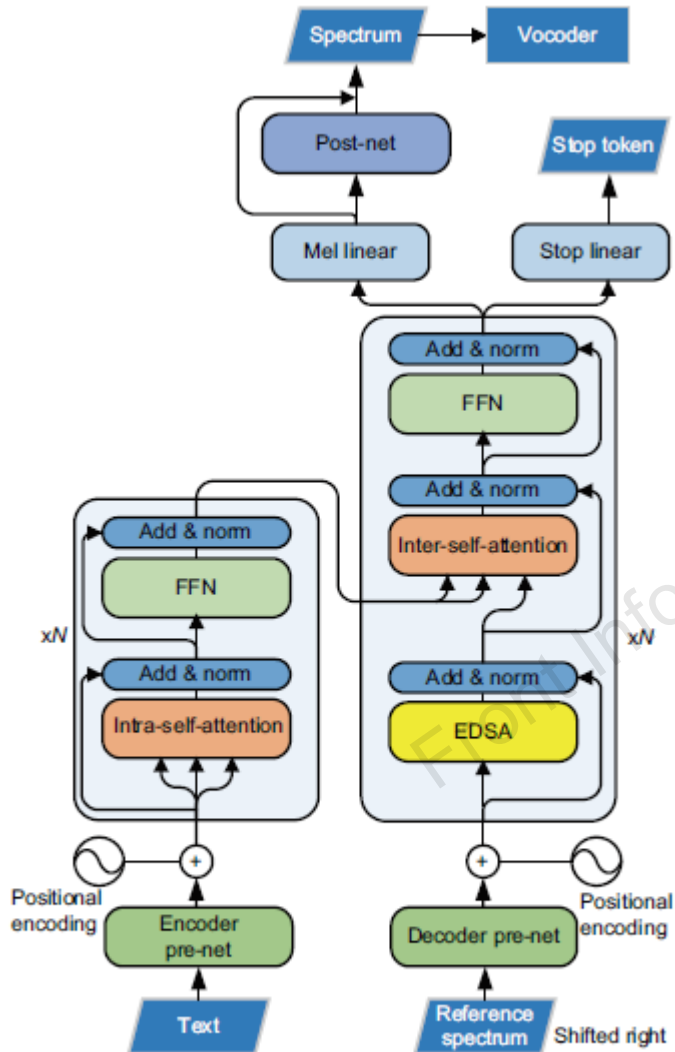 Spectrum
Vocoder
Post-net
Stop token
Mel linear
Stop linear
Add & norm
FFN
Add & norm
Inter-self-attention
Add & norm
EDSA
xN
Add & norm
FFN
Add & norm
Intra-self-attention
xN
+
+
Positional
encoding
Positional
encoding
Encoder
pre-net
Decoder pre-net
Text
Reference
spectrum
Shifted right
Front Info